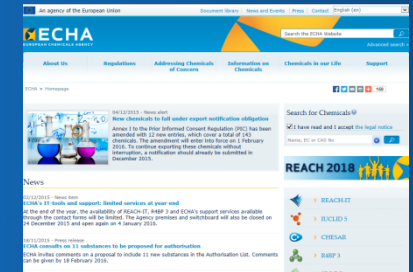 An agency of the European Union
Document library | News and Events | Press | Contact English (en)
ECHA
EUROPEAN CHEMICALS AGENCY
Search the ECHA Website
Advanced search
About Us
Regulations
Addressing Chemicals of Concern
Information on Chemicals
Chemicals in our Life
Support
ECHA > Homepage
04/12/2015 - News alert
New chemicals to fall under export notification obligation
Annex I to the Prior Informed Consent Regulation (PIC) has been
amended with 12 new entries, which cover a total of 243
chemicals. The amendment will enter into force on 1 February
2016. To continue exporting these chemicals without
interruption, a notification should already be submitted in
December 2015.
Search for Chemicals
I have read and I accept the legal notice
Name, EC or CAS No
REACH 2018
News
02/12/2015 - News item
ECHA's IT-tools and support: limited services at year end
At the end of the year, the availability of REACH-IT, R4BP 3 and ECHA's support services available
through the contact forms will be limited. The Agency premises and switchboard will also be closed on
24 December 2015 and open again on 4 January 2016.
18/11/2015 - Press release
ECHA consults on 11 substances to be proposed for authorisation
ECHA invites comments on a proposal to include 11 new substances in the Authorisation List. Comments
can be given by 18 February 2016.
REACH-IT
IUCLID 5
CHESAR
R4BP 3